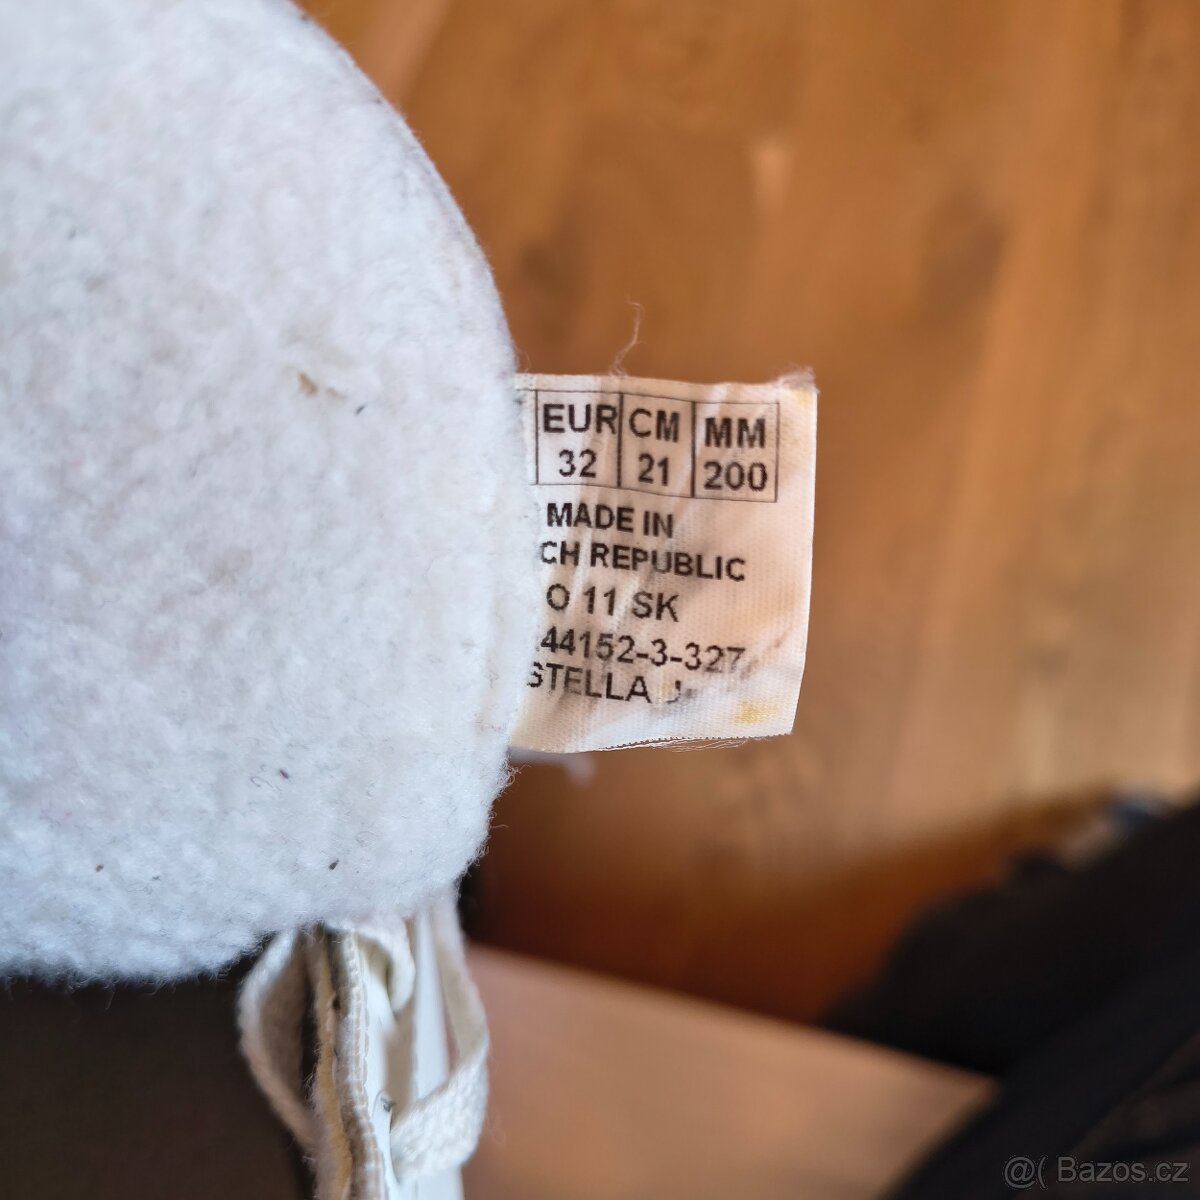 EUR CM MM
32 21 200
MADE IN
CH REPUBLIC
O 11 SK
44152-3-327
STELLA J
@( Bazos.cz